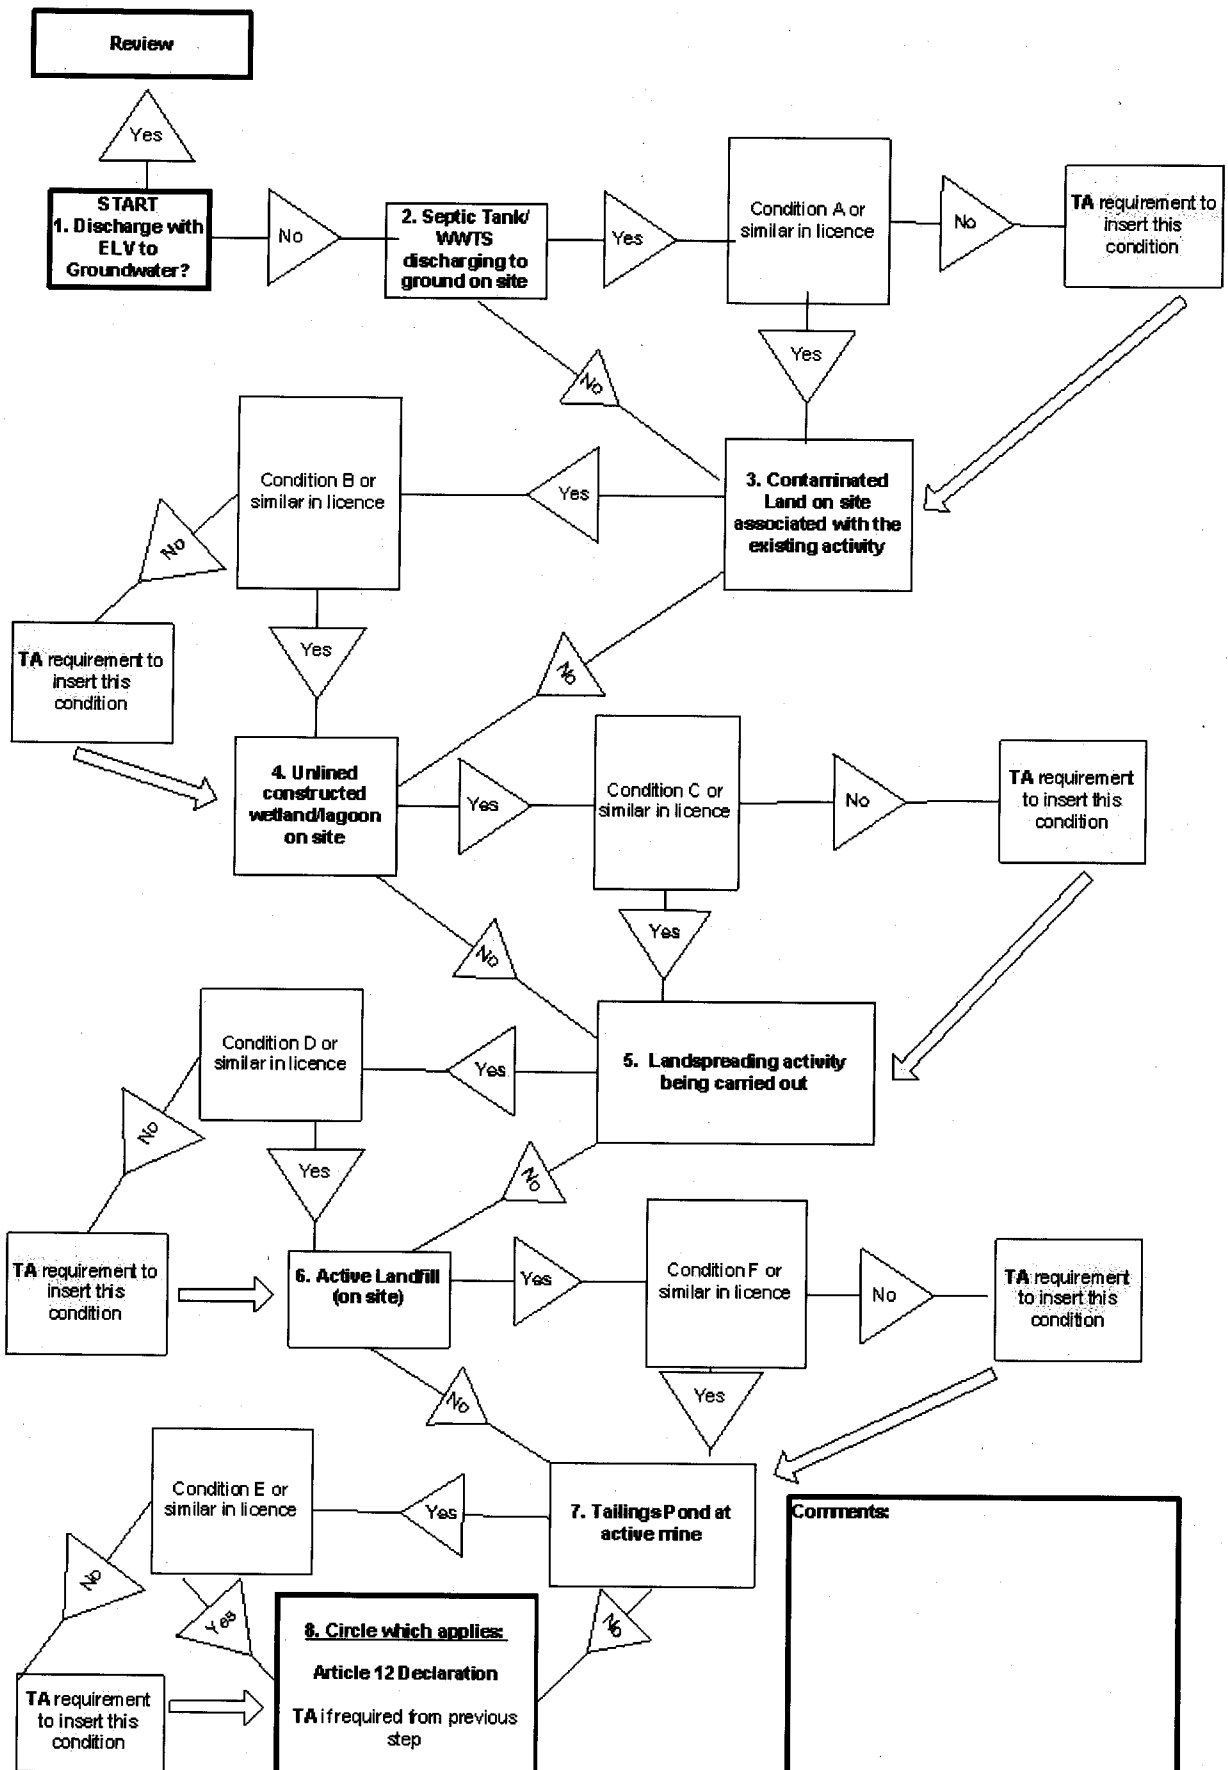 Review
Yes
START
1. Discharge with
ELV to
Groundwater?
No
2. Septic Tank/
WWTS
discharging to
ground on site
Yes
Condition A or
similar in licence
No
TA requirement to
insert this
condition
Yes
No
3. Contaminated
Land on site
associated with the
existing activity
Yes
Condition B or
similar in licence
No
TA requirement to
insert this
condition
Yes
No
4. Unlined
constructed
wetland/lagoon
on site
Yes
Condition C or
similar in licence
No
TA requirement
to insert this
condition
Yes
No
5. Landspreading activity
being carried out
Yes
Condition D or
similar in licence
No
TA requirement to
insert this
condition
Yes
No
6. Active Landfill
(on site)
Yes
Condition F or
similar in licence
No
TA requirement
to insert this
condition
Yes
No
7. Tailings Pond at
active mine
Yes
Condition E or
similar in licence
No
TA requirement
to insert this
condition
Yes
No
8. Circle which applies:
Article 12 Declaration
TA if required from previous
step
Comments: